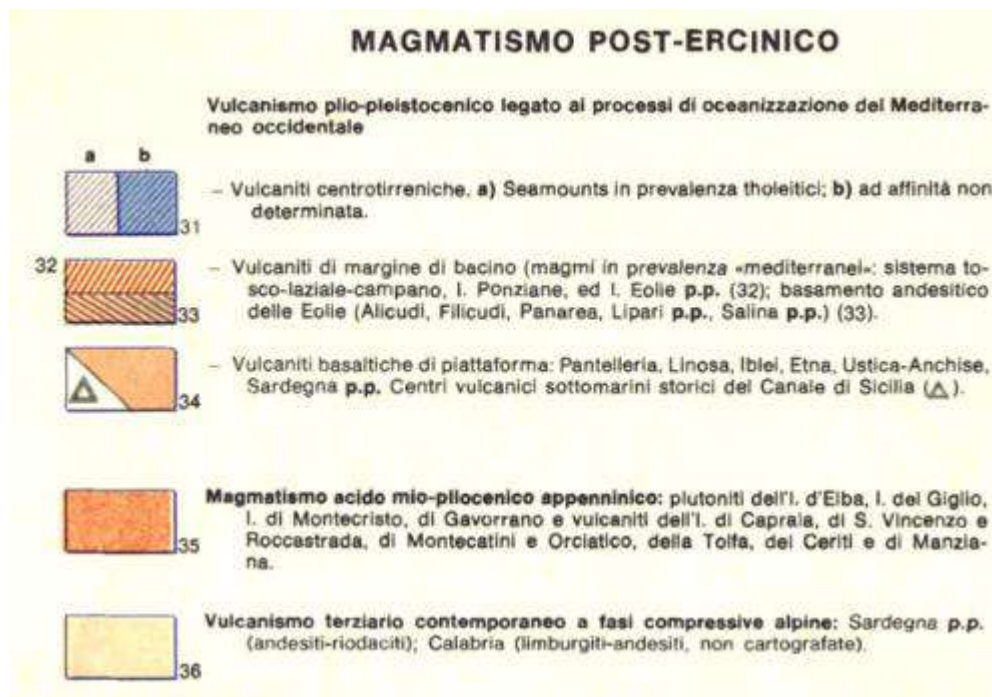 MAGMATISMO POST-ERCINICO
Vulcanismo plio-pleistocenico legato ai processi di oceanizzazione del Mediterra-
neo occidentale
a b
– Vulcaniti centrotirreniche. a) Seamounts in prevalenza tholeitici; b) ad affinità non
determinata.
31
32
– Vulcaniti di margine di bacino (magmi in prevalenza «mediterranei»: sistema to-
sco-laziale-campano, I. Ponziane, ed I. Eolie p.p. (32); basamento andesitico
delle Eolie (Alicudi, Filicudi, Panarea, Lipari p.p., Salina p.p.) (33).
33
– Vulcaniti basaltiche di piattaforma: Pantelleria, Linosa, Iblei, Etna, Ustica-Anchise,
Sardegna p.p. Centri vulcanici sottomarini storici del Canale di Sicilia (△).
34
Magmatismo acido mio-pliocenico appenninico: plutoniti dell'I. d'Elba, I. del Giglio,
I. di Montecristo, di Gavorrano e vulcaniti dell'I. di Capraia, di S. Vincenzo e
Roccastrada, di Montecatini e Orciatico, della Tolfa, dei Ceriti e di Manzia-
na.
35
Vulcanismo terziario contemporaneo a fasi compressive alpine: Sardegna p.p.
(andesiti-riodaciti); Calabria (limburgiti-andesiti, non cartografate).
36